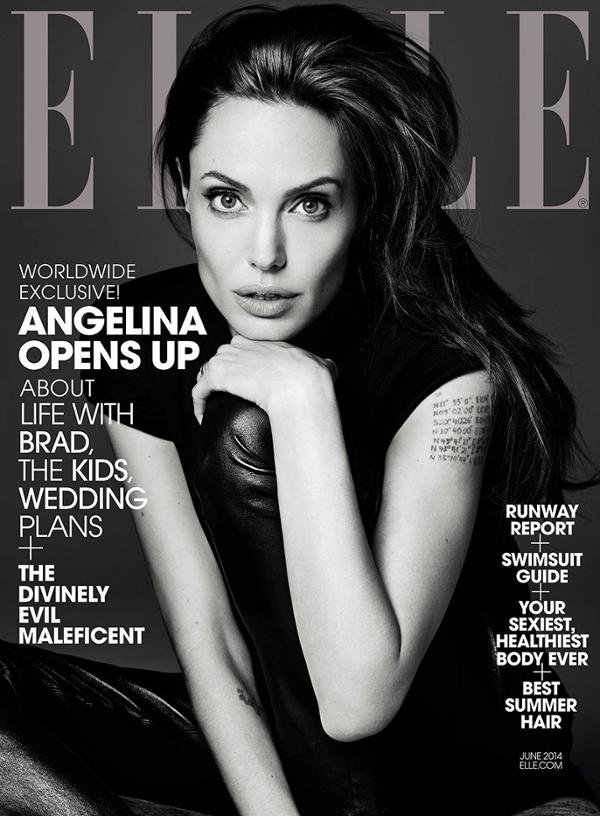 ELLE
WORLDWIDE
EXCLUSIVE!
ANGELINA
OPENS UP
ABOUT
LIFE WITH
BRAD,
THE KIDS,
WEDDING
PLANS
+
THE
DIVINELY
EVIL
MALEFICENT
RUNWAY
REPORT
+
SWIMSUIT
GUIDE
+
YOUR
SEXIEST,
HEALTHIEST
BODY EVER
+
BEST
SUMMER
HAIR
JUNE 2014
ELLE.COM